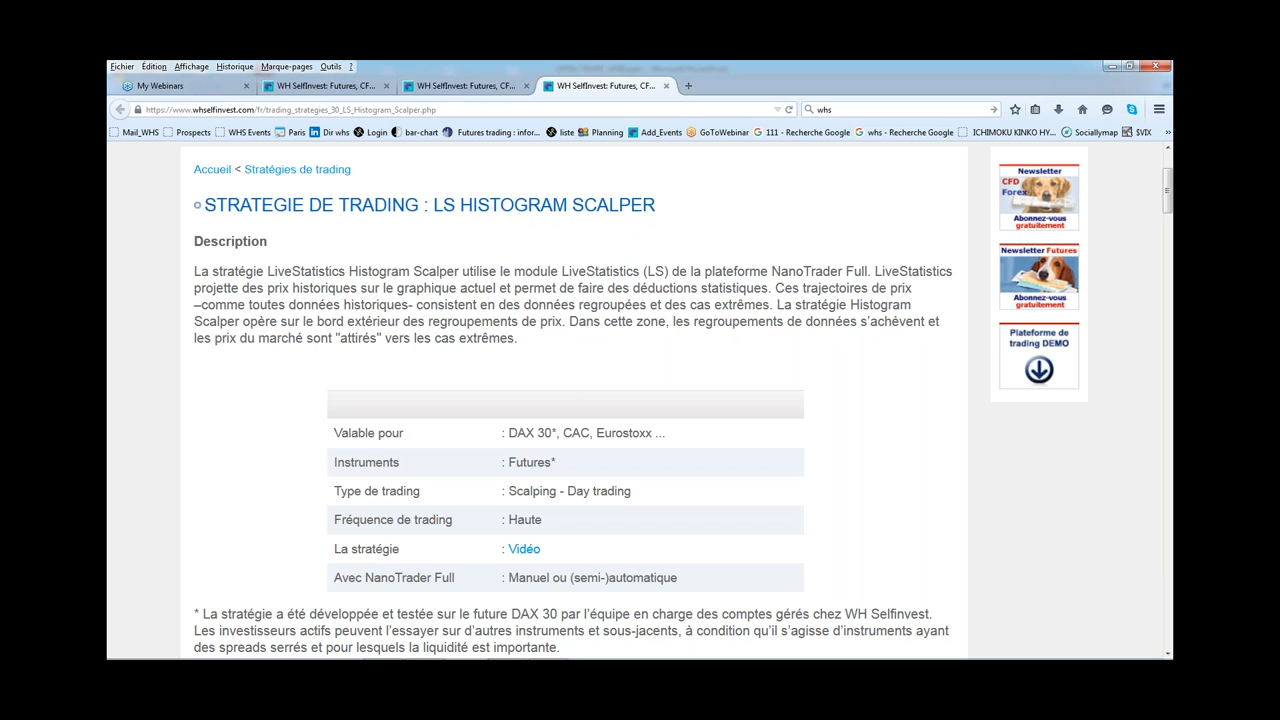 Fichier Édition Affichage Historique Marque-pages Outils ?
My Webinars × WH SelfInvest: Futures, CF... × WH SelfInvest: Futures, CF... × WH SelfInvest: Futures, CF... × +
https://www.whselfinvest.com/fr/trading_strategies_30_LS_Histogram_Scalper.php whs
Mail_WHS Prospects WHS Events Paris Dir whs Login bar-chart Futures trading : infor... liste Planning Add_Events GoToWebinar 111 - Recherche Google whs - Recherche Google ICHIMOKU KINKO HY... Sociallymap $VIX »
Accueil < Stratégies de trading
STRATEGIE DE TRADING : LS HISTOGRAM SCALPER
Description
La stratégie LiveStatistics Histogram Scalper utilise le module LiveStatistics (LS) de la plateforme NanoTrader Full. LiveStatistics
projette des prix historiques sur le graphique actuel et permet de faire des déductions statistiques. Ces trajectoires de prix
–comme toutes données historiques- consistent en des données regroupées et des cas extrêmes. La stratégie Histogram
Scalper opère sur le bord extérieur des regroupements de prix. Dans cette zone, les regroupements de données s’achèvent et
les prix du marché sont "attirés" vers les cas extrêmes.
Valable pour : DAX 30*, CAC, Eurostoxx ...
Instruments : Futures*
Type de trading : Scalping - Day trading
Fréquence de trading : Haute
La stratégie : Vidéo
Avec NanoTrader Full : Manuel ou (semi-)automatique
* La stratégie a été développée et testée sur le future DAX 30 par l’équipe en charge des comptes gérés chez WH Selfinvest.
Les investisseurs actifs peuvent l’essayer sur d’autres instruments et sous-jacents, à condition qu’il s’agisse d’instruments ayant
des spreads serrés et pour lesquels la liquidité est importante.
Newsletter
CFD
Forex
Abonnez-vous
gratuitement
Newsletter Futures
Abonnez-vous
gratuitement
Plateforme de
trading DEMO